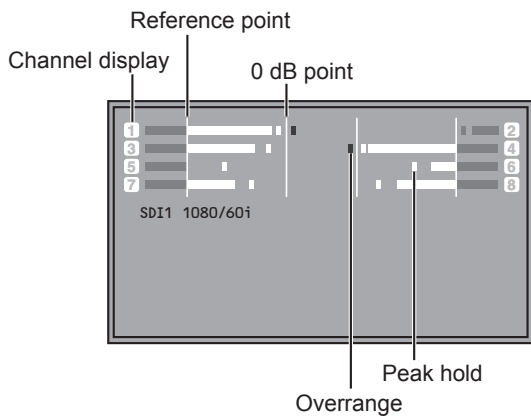 Reference point
Channel display
0 dB point
1 2
3 4
5 6
7 8
SDI1 1080/60i
Peak hold
Overrange